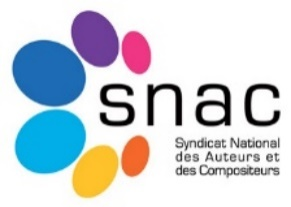 snac
Syndicat National
des Auteurs et
des Compositeurs